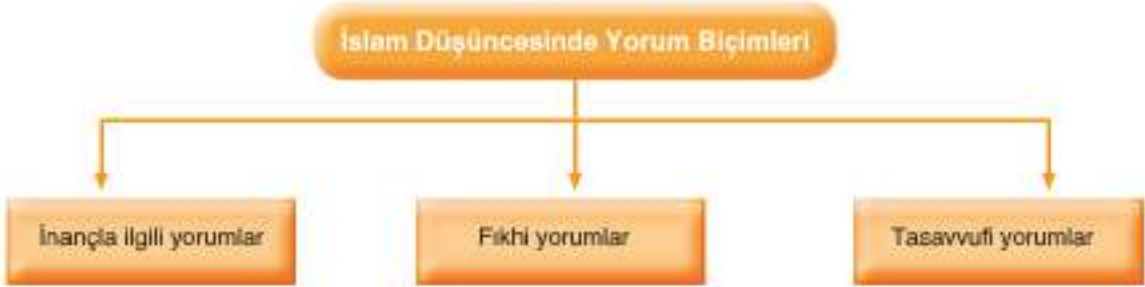 İslam Düşüncesinde Yorum Biçimleri
İnançla ilgili yorumlar
Fıkhi yorumlar
Tasavvufi yorumlar